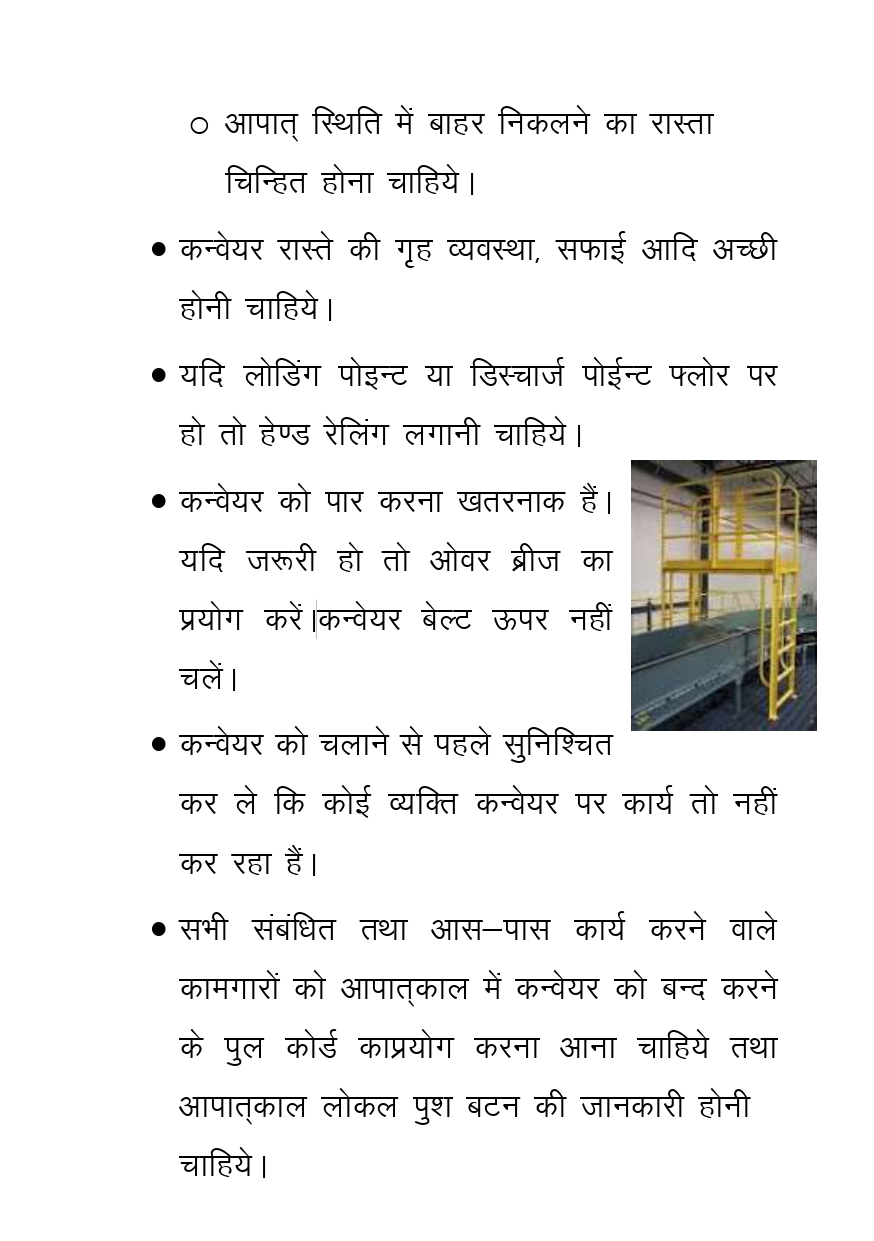 ○ आपात् स्थिति में बाहर निकलने का रास्ता
चिन्हित होना चाहिये।
• कन्वेयर रास्ते की गृह व्यवस्था, सफाई आदि अच्छी
होनी चाहिये।
• यदि लोडिंग पोइन्ट या डिस्चार्ज पोईन्ट फ्लोर पर
हो तो हेण्ड रेलिंग लगानी चाहिये।
• कन्वेयर को पार करना खतरनाक हैं।
यदि जरूरी हो तो ओवर ब्रीज का
प्रयोग करें।कन्वेयर बेल्ट ऊपर नहीं
चलें।
• कन्वेयर को चलाने से पहले सुनिश्चित
कर ले कि कोई व्यक्ति कन्वेयर पर कार्य तो नहीं
कर रहा हैं।
• सभी संबंधित तथा आस–पास कार्य करने वाले
कामगारों को आपात्काल में कन्वेयर को बन्द करने
के पुल कोर्ड काप्रयोग करना आना चाहिये तथा
आपात्काल लोकल पुश बटन की जानकारी होनी
चाहिये।